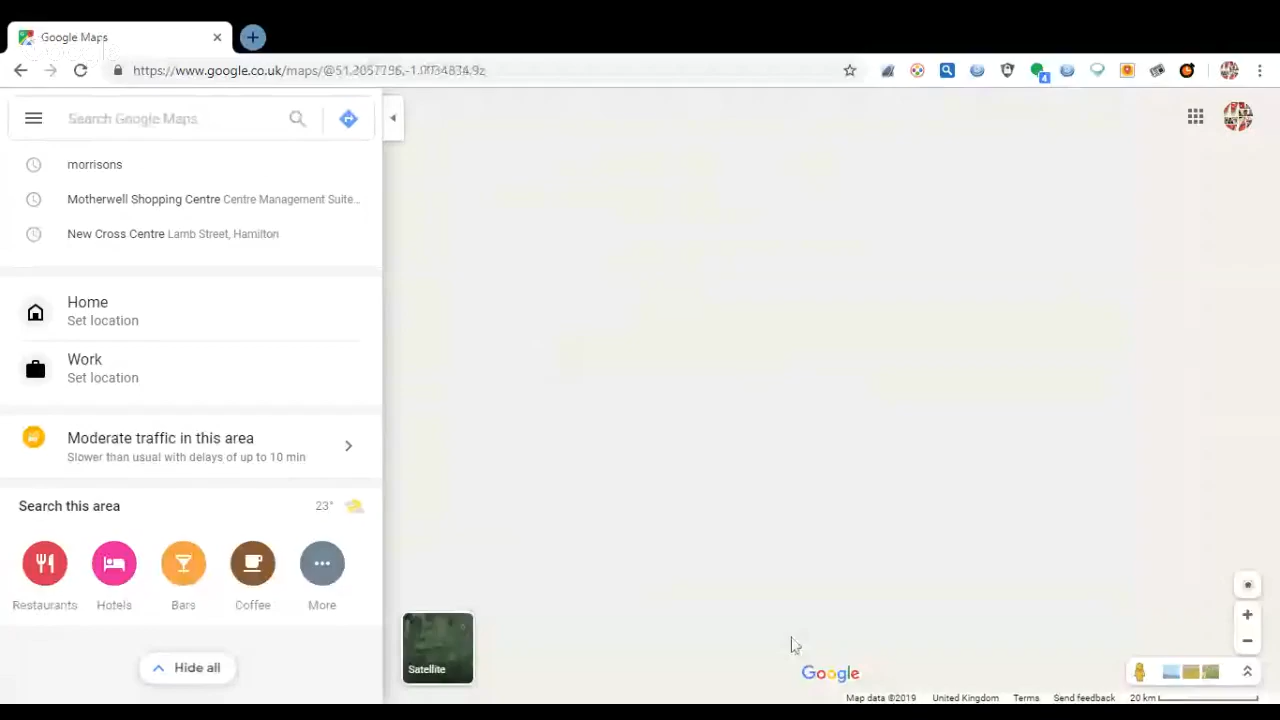 Google Maps
https://www.google.co.uk/maps/@51.2057796,-1.0034834,9z
4
Search Google Maps
morrisons
Motherwell Shopping Centre Centre Management Suite...
New Cross Centre Lamb Street, Hamilton
Home
Set location
Work
Set location
Moderate traffic in this area
Slower than usual with delays of up to 10 min
Search this area 23°
Restaurants Hotels Bars Coffee More
Hide all
Satellite
Google
Map data ©2019 United Kingdom Terms Send feedback 20 km